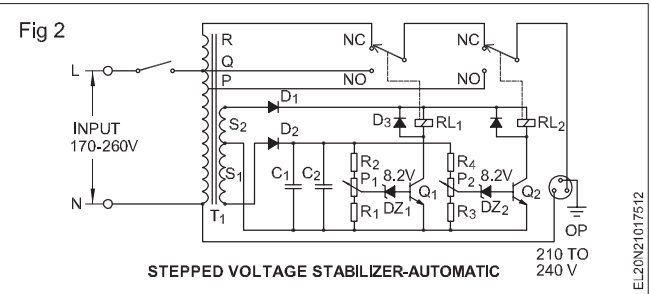 Fig 2
R
Q
P
NC
NC
NO
NO
L
INPUT
170-260V
N
S2
S1
T1
D1
D2
D3
RL1
RL2
C1
C2
R2
P1
R1
8.2V
DZ1
Q1
R4
P2
R3
8.2V
DZ2
Q2
OP
210 TO
240 V
STEPPED VOLTAGE STABILIZER-AUTOMATIC
EL20N21017512